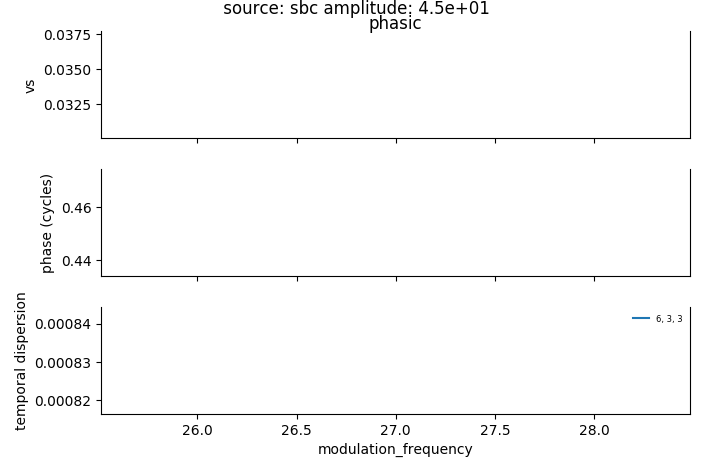 source: sbc amplitude: 4.5e+01
phasic
0.0375
0.0350
0.0325
vs
0.46
0.44
phase (cycles)
0.00084
0.00083
0.00082
temporal dispersion
6, 3, 3
26.0 26.5 27.0 27.5 28.0
modulation_frequency